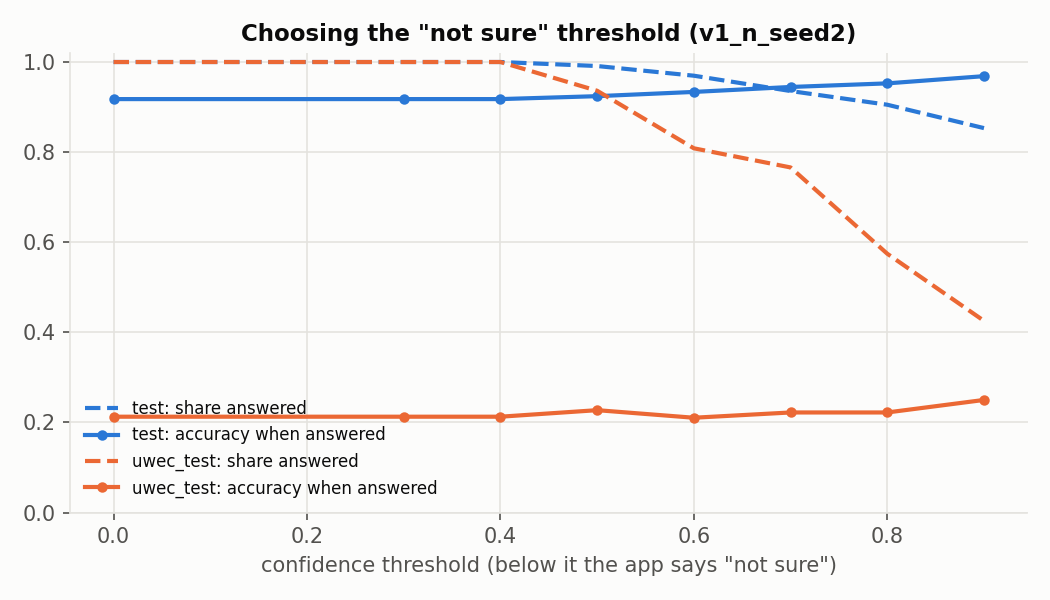 Choosing the "not sure" threshold (v1_n_seed2)
1.0
0.8
0.6
0.4
0.2
0.0
test: share answered
test: accuracy when answered
uwec_test: share answered
uwec_test: accuracy when answered
0.0 0.2 0.4 0.6 0.8
confidence threshold (below it the app says "not sure")